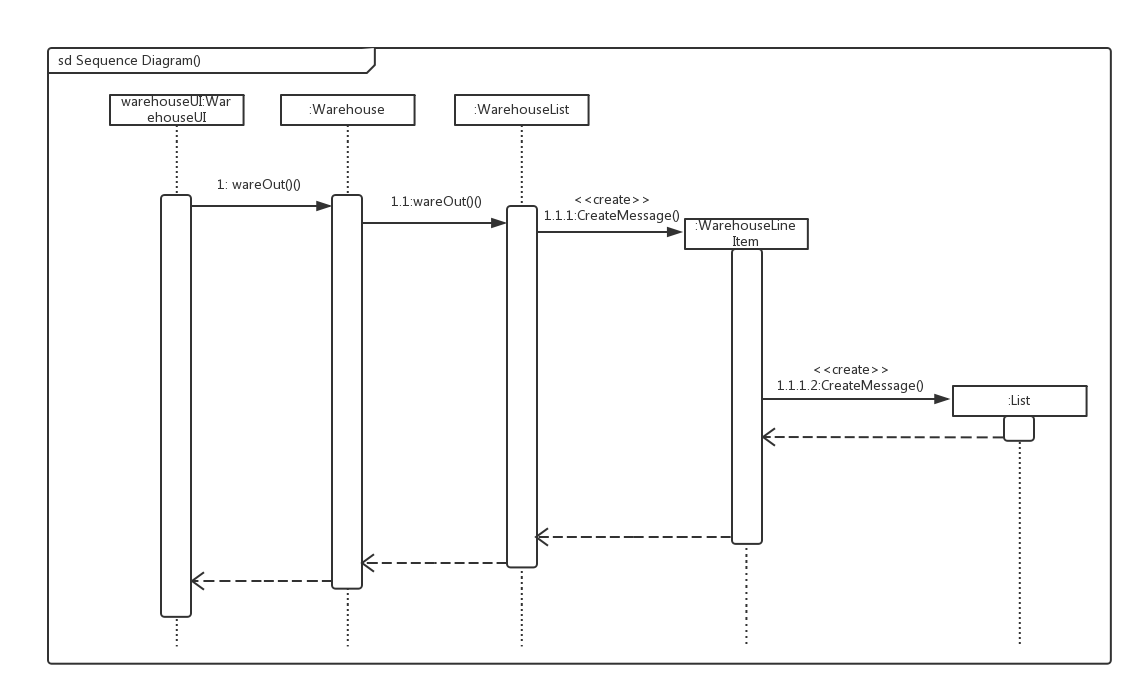 sd Sequence Diagram()
warehouseUI:War
ehouseUI
:Warehouse
:WarehouseList
1: wareOut()()
1.1:wareOut()()
<<create>>
1.1.1:CreateMessage()
:WarehouseLine
Item
<<create>>
1.1.1.2:CreateMessage()
:List